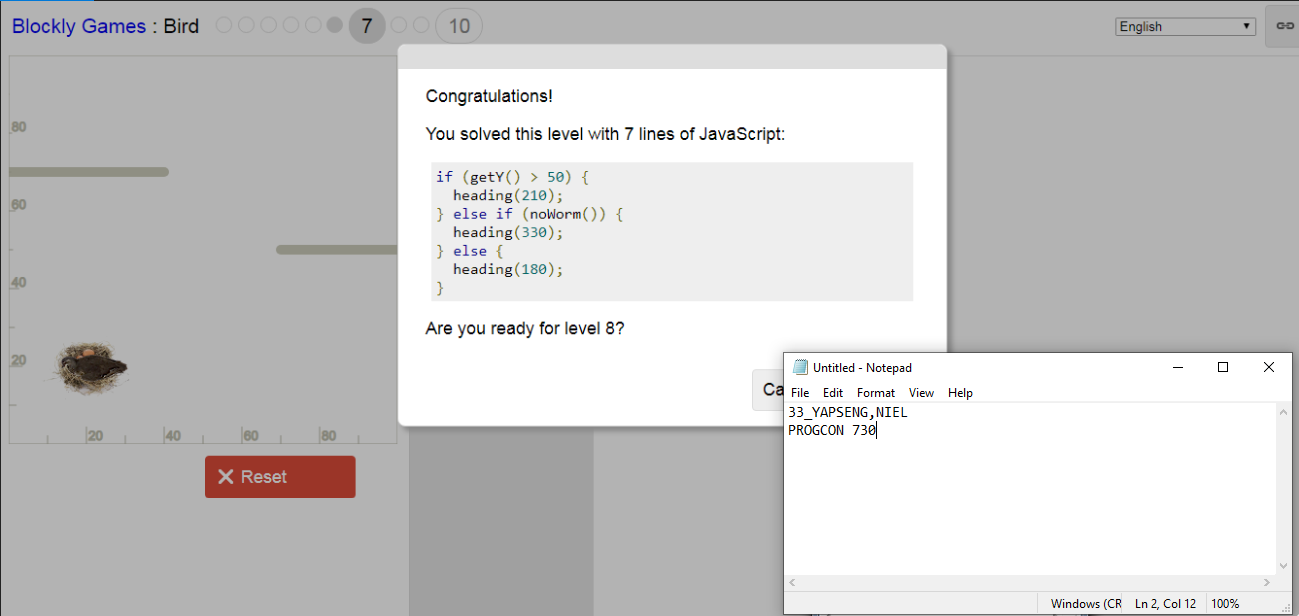 Blockly Games : Bird 7 10
English
80
60
40
20
20 40 60 80
Reset
Congratulations!
You solved this level with 7 lines of JavaScript:
if (getY() > 50) {
  heading(210);
} else if (noWorm()) {
  heading(330);
} else {
  heading(180);
}
Are you ready for level 8?
Ca
Untitled - Notepad
File Edit Format View Help
33_YAPSENG,NIEL
PROGCON 730
Windows (CR Ln 2, Col 12 100%